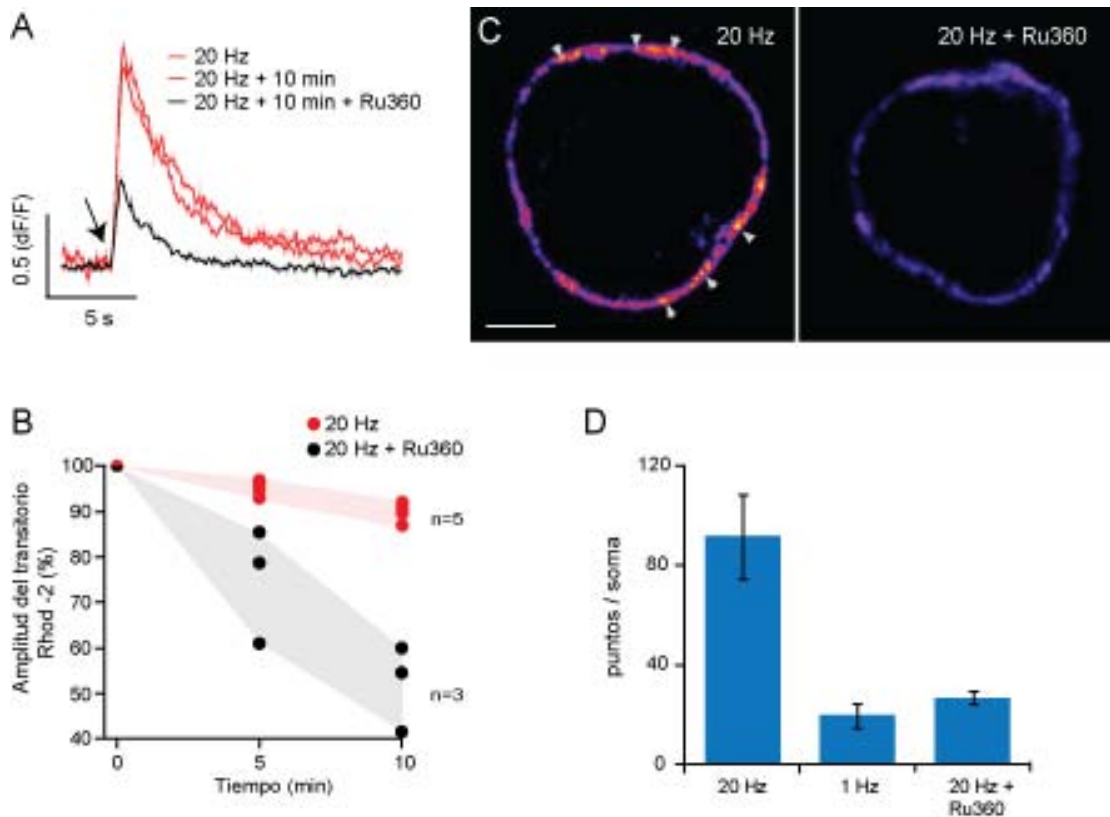 A
20 Hz
20 Hz + 10 min
20 Hz + 10 min + Ru360
0.5 (dF/F)
5 s
C
20 Hz
20 Hz + Ru360
B
20 Hz
20 Hz + Ru360
Amplitud del transitorio
Rhod -2 (%)
100
90
80
70
60
50
40
n=5
n=3
0
5
10
Tiempo (min)
D
puntos / soma
120
80
40
0
20 Hz
1 Hz
20 Hz +
Ru360